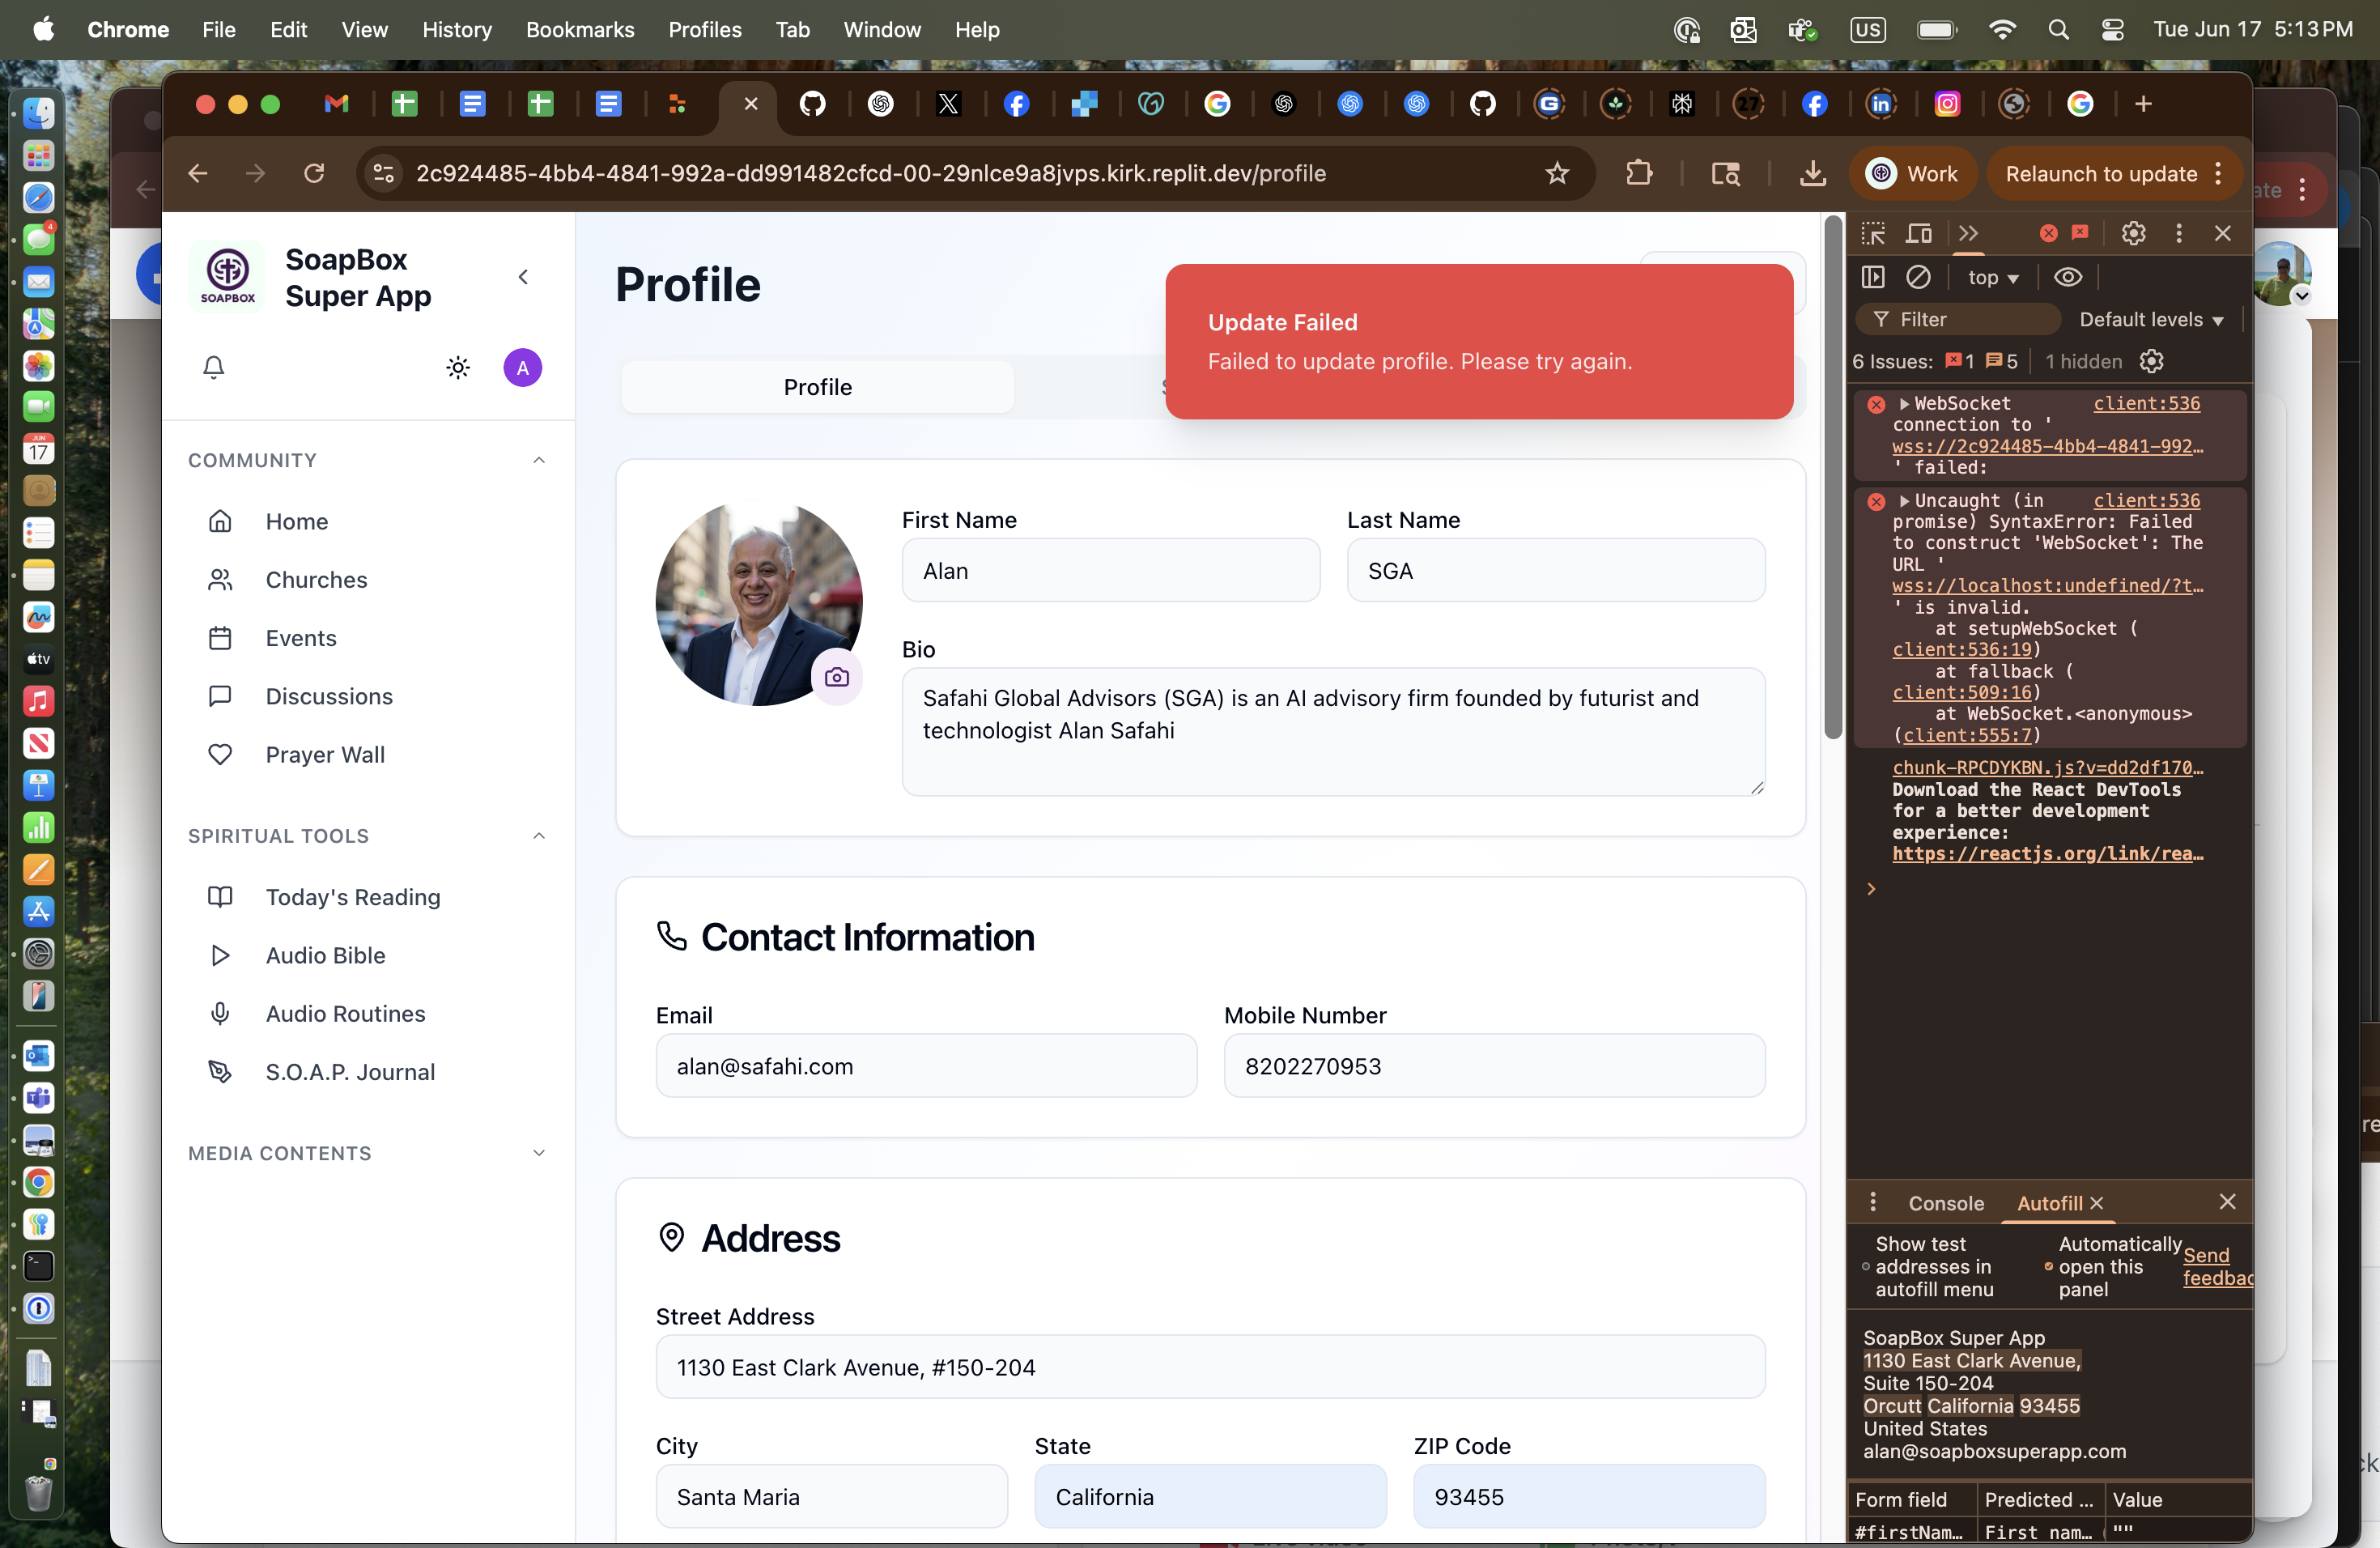 Chrome File Edit View History Bookmarks Profiles Tab Window Help
US Tue Jun 17 5:13 PM
2c924485-4bb4-4841-992a-dd991482cfcd-00-29nlce9a8jvps.kirk.replit.dev/profile
Work
Relaunch to update
SOAPBOX
SoapBox
Super App
A
COMMUNITY
Home
Churches
Events
Discussions
Prayer Wall
SPIRITUAL TOOLS
Today's Reading
Audio Bible
Audio Routines
S.O.A.P. Journal
MEDIA CONTENTS
Profile
Update Failed
Failed to update profile. Please try again.
Profile
First Name
Last Name
Alan
SGA
Bio
Safahi Global Advisors (SGA) is an AI advisory firm founded by futurist and
technologist Alan Safahi
Contact Information
Email
Mobile Number
alan@safahi.com
8202270953
Address
Street Address
1130 East Clark Avenue, #150-204
City
State
ZIP Code
Santa Maria
California
93455
top
Filter
Default levels
6 Issues: 1 5 1 hidden
WebSocket client:536
connection to '
wss://2c924485-4bb4-4841-992…
' failed:
Uncaught (in client:536
promise) SyntaxError: Failed
to construct 'WebSocket': The
URL '
wss://localhost:undefined/?t…
' is invalid.
at setupWebSocket (
client:536:19)
at fallback (
client:509:16)
at WebSocket.<anonymous>
(client:555:7)
chunk-RPCDYKBN.js?v=dd2df170…
Download the React DevTools
for a better development
experience:
https://reactjs.org/link/rea…
Console Autofill
Show test
addresses in
autofill menu
Automatically
open this
panel
Send
feedbac
SoapBox Super App
1130 East Clark Avenue,
Suite 150-204
Orcutt California 93455
United States
alan@soapboxsuperapp.com
Form field Predicted ... Value
#firstNam… First nam… ""
JUN
17
tv
4
27